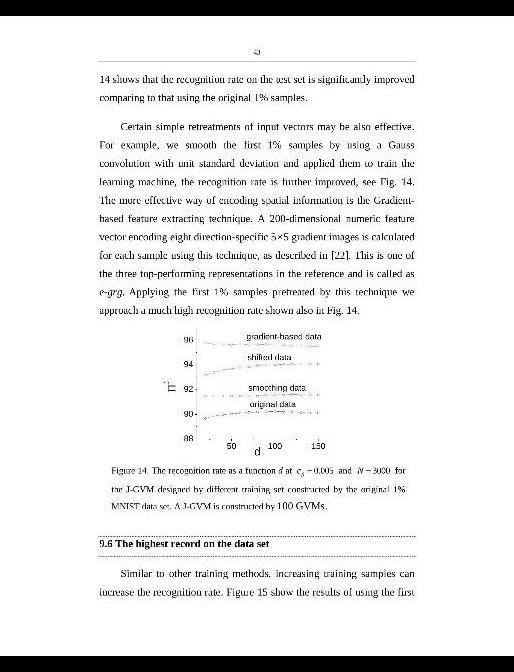 43
14 shows that the recognition rate on the test set is significantly improved
comparing to that using the original 1% samples.
Certain simple retreatments of input vectors may be also effective.
For example, we smooth the first 1% samples by using a Gauss
convolution with unit standard deviation and applied them to train the
learning machine, the recognition rate is further improved, see Fig. 14.
The more effective way of encoding spatial information is the Gradient-
based feature extracting technique. A 200-dimensional numeric feature
vector encoding eight direction-specific 5×5 gradient images is calculated
for each sample using this technique, as described in [22]. This is one of
the three top-performing representations in the reference and is called as
e-grg. Applying the first 1% samples pretreated by this technique we
approach a much high recognition rate shown also in Fig. 14.
96
gradient-based data
shifted data
94
92
smoothing data
original data
90
88
50
100
150
d
Figure 14. The recognition rate as a function d at = 0.005 and N = 3000 for
the J-GVM designed by different training set constructed by the original 1%
MNIST data set. A J-GVM is constructed by 100 GVMs.
9.6 The highest record on the data set
Similar to other training methods, increasing training samples can
increase the recognition rate. Figure 15 show the results of using the first